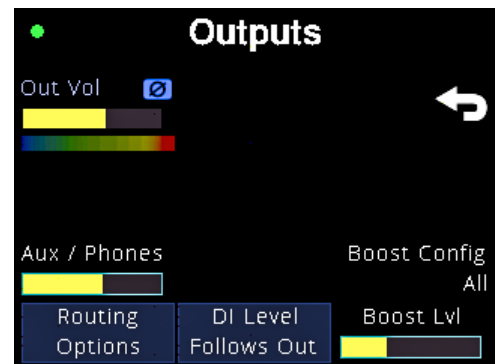 Outputs
Out Vol Ø
Aux / Phones
Boost Config
All
Routing
Options
DI Level
Follows Out
Boost Lvl